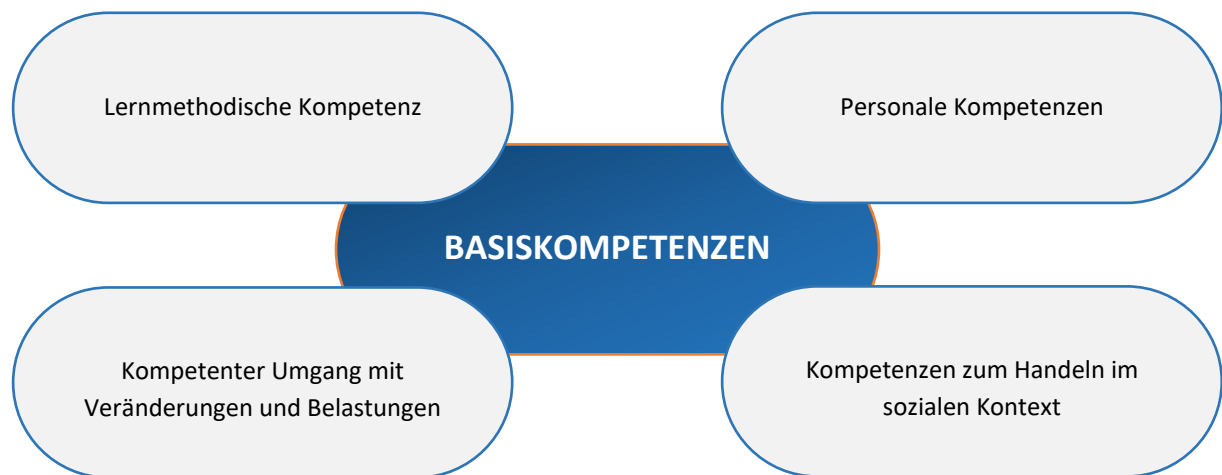 Lernmethodische Kompetenz
Personale Kompetenzen
BASISKOMPETENZEN
Kompetenter Umgang mit
Veränderungen und Belastungen
Kompetenzen zum Handeln im
sozialen Kontext